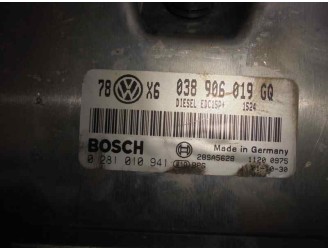 78 X6 038 906 019 GQ
DIESEL EDC15P+ 1524
BOSCH
Made in Germany
0 281 010 941
28SA5628 1120 0975